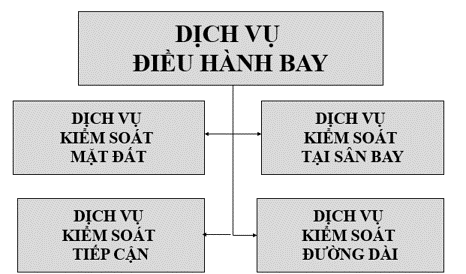 DỊCH VỤ
ĐIỀU HÀNH BAY
DỊCH VỤ
KIỂM SOÁT
MẶT ĐẤT
DỊCH VỤ
KIỂM SOÁT
TẠI SÂN BAY
DỊCH VỤ
KIỂM SOÁT
TIẾP CẬN
DỊCH VỤ
KIỂM SOÁT
ĐƯỜNG DÀI